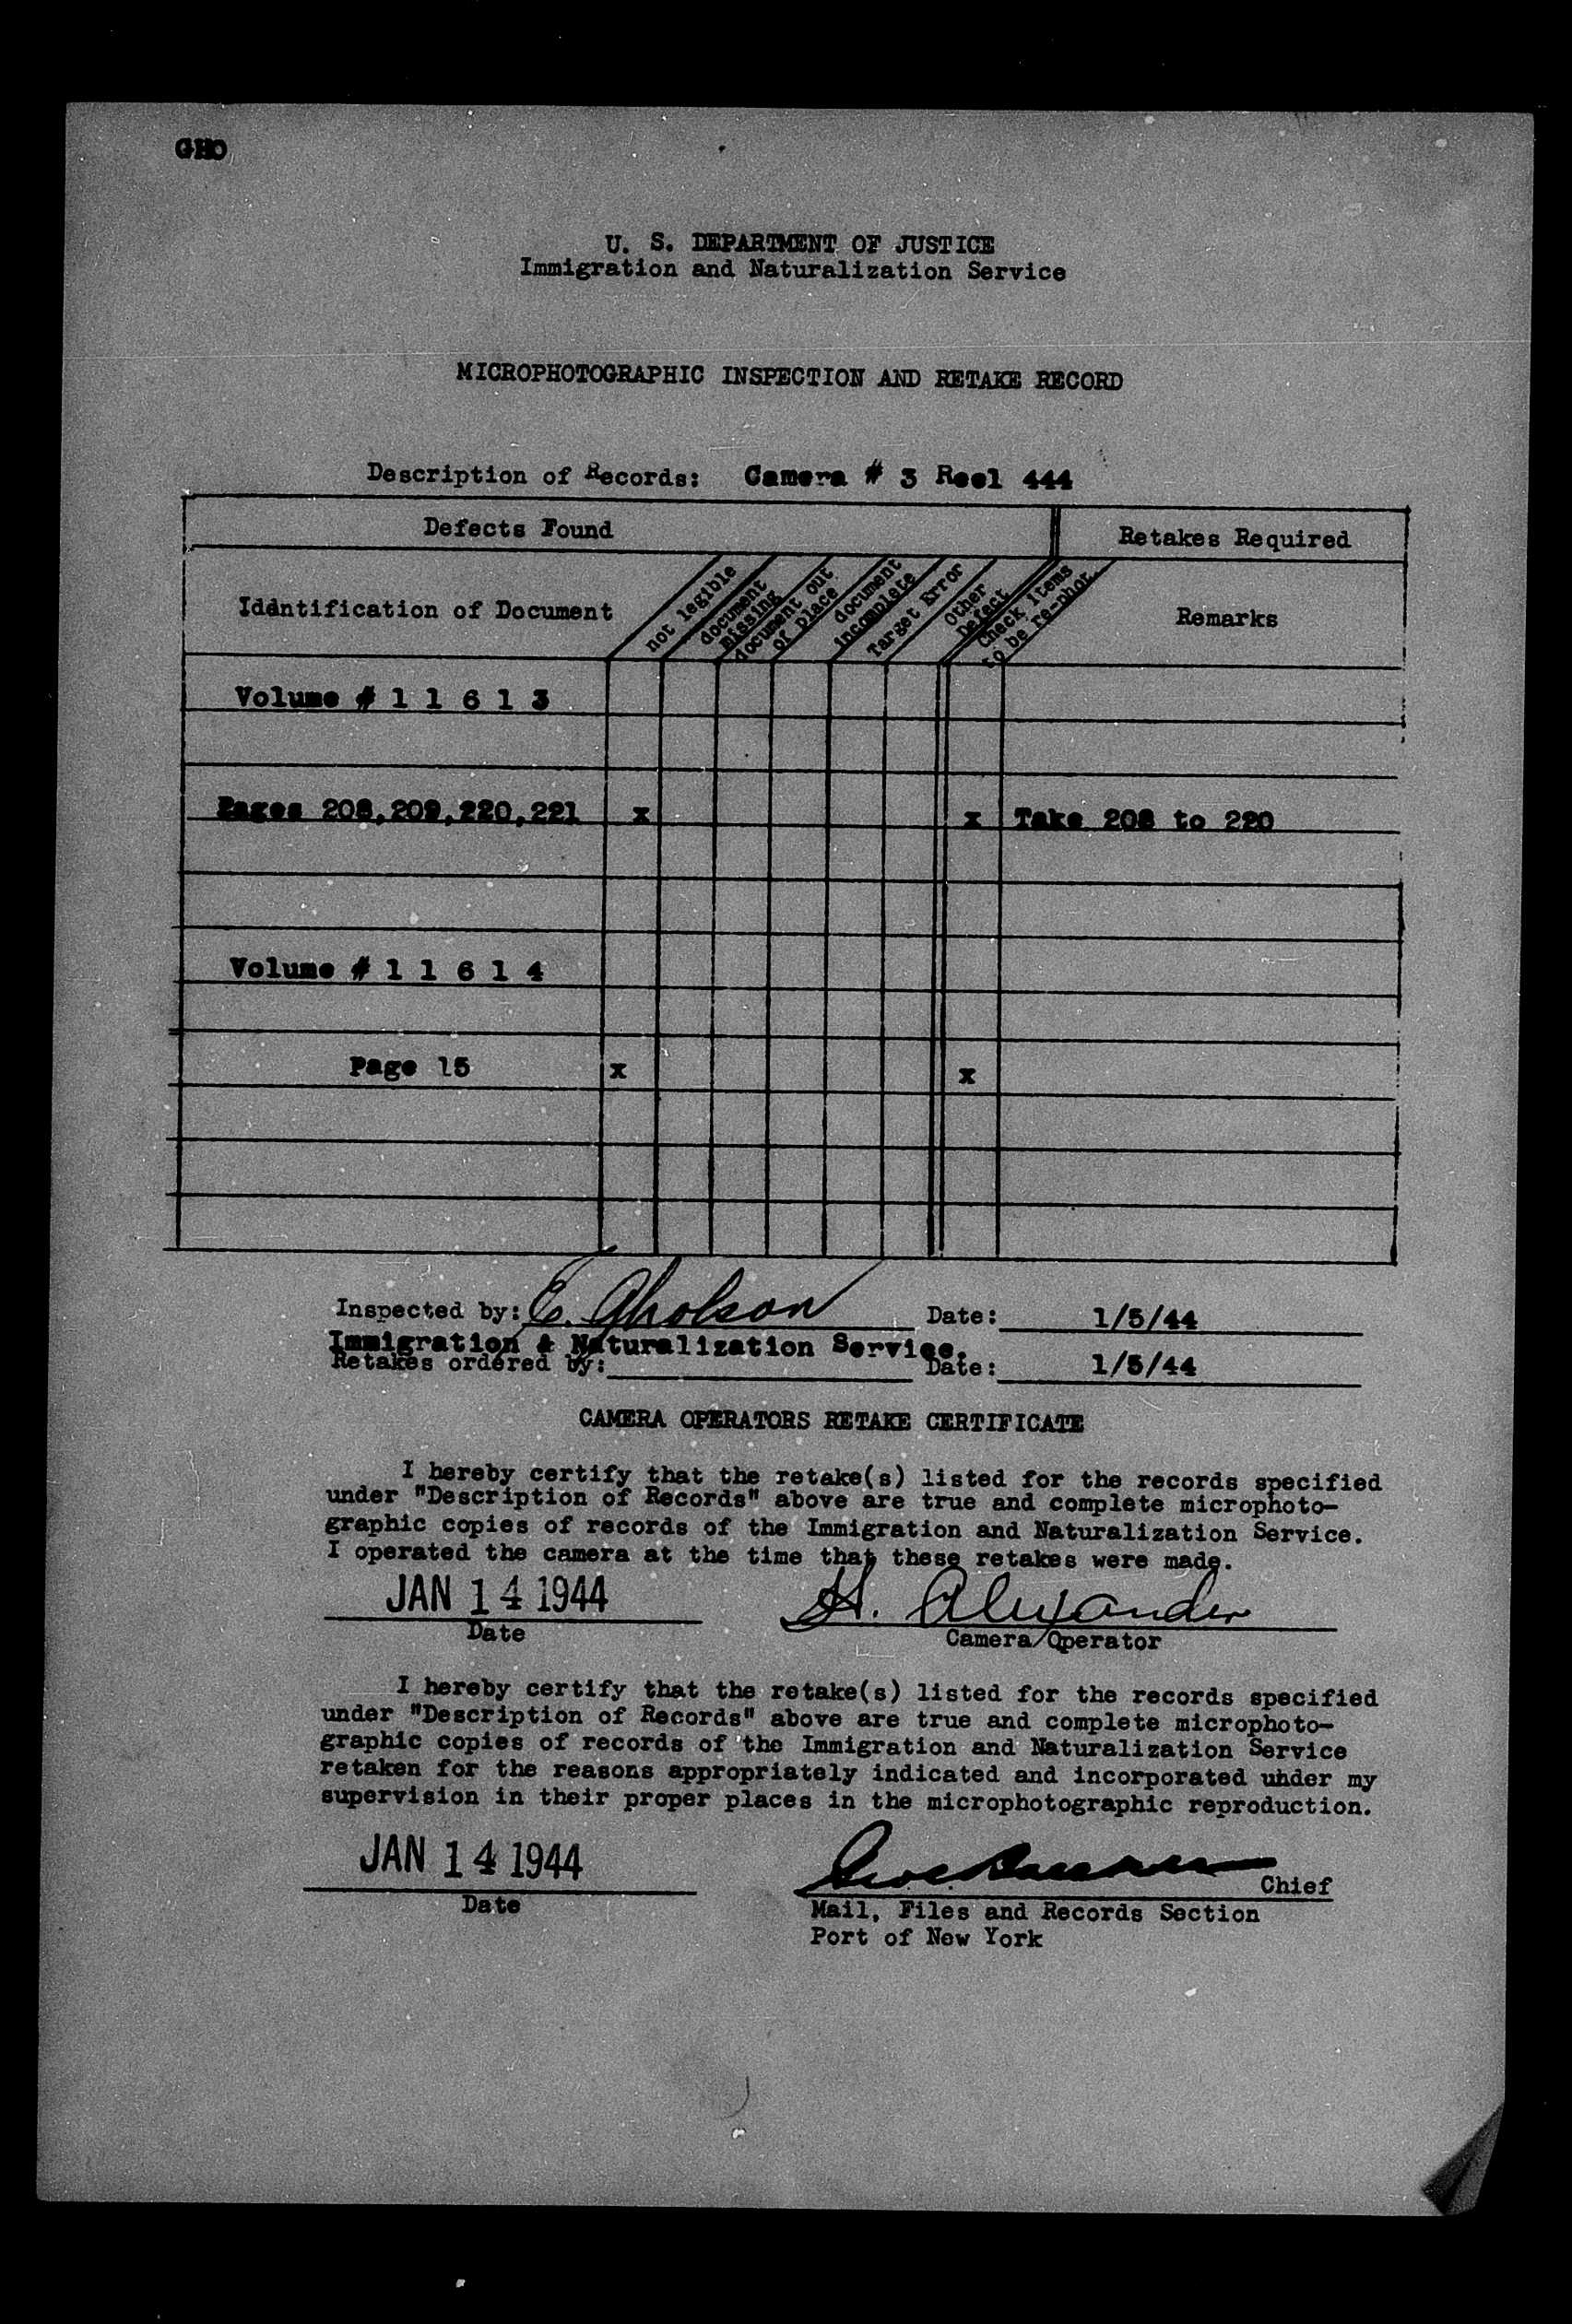 GHO
U. S. DEPARTMENT OF JUSTICE
Immigration and Naturalization Service
MICROPHOTOGRAPHIC INSPECTION AND RETAKE RECORD
Description of Records: Camera # 3 Reel 444
Defects Found
Retakes Required
Identification of Document
not legible
document missing
document out of place
document incomplete
Target Error
Other Defect
Check items to be re-phot.
Remarks
Volume # 1 1 6 1 3
Pages 208,209,220,221 x x Take 208 to 220
Volume # 1 1 6 1 4
Page 15 x x
Inspected by: E. Gholson Date: 1/5/44
Immigration & Naturalization Service.
Retakes ordered by: Date: 1/5/44
CAMERA OPERATORS RETAKE CERTIFICATE
I hereby certify that the retake(s) listed for the records specified
under "Description of Records" above are true and complete microphoto-
graphic copies of records of the Immigration and Naturalization Service.
I operated the camera at the time that these retakes were made.
JAN 14 1944 H. Alexander
Date Camera Operator
I hereby certify that the retake(s) listed for the records specified
under "Description of Records" above are true and complete microphoto-
graphic copies of records of the Immigration and Naturalization Service
retaken for the reasons appropriately indicated and incorporated under my
supervision in their proper places in the microphotographic reproduction.
JAN 14 1944
Chief
Date
Mail, Files and Records Section
Port of New York